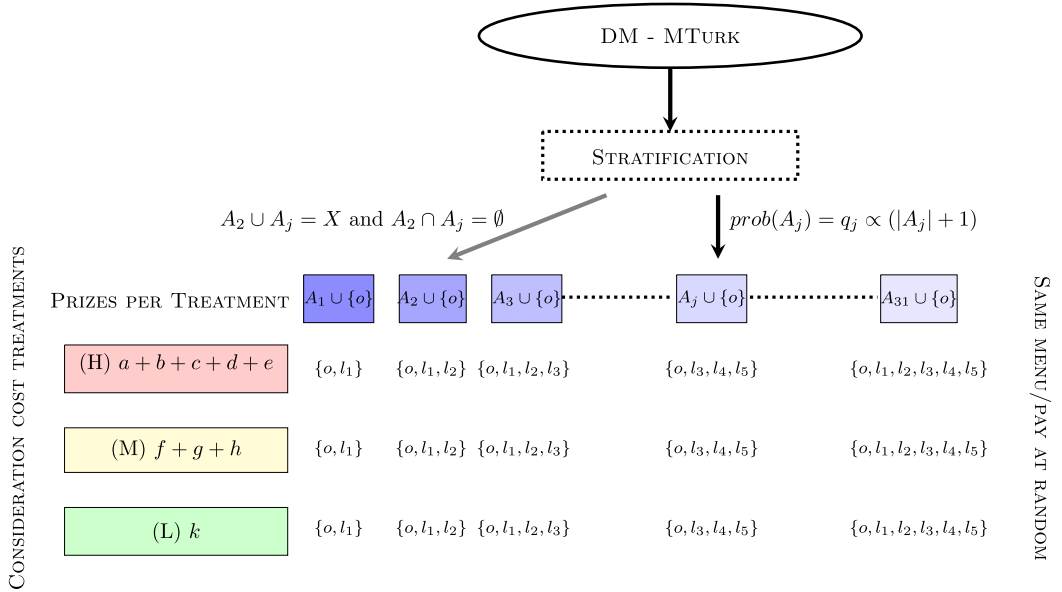 DM - MTurk
Stratification
A₂ ∪ Aⱼ = X and A₂ ∩ Aⱼ = ∅
prob(Aⱼ) = qⱼ ∝ (|Aⱼ| + 1)
Consideration cost treatments
Prizes per Treatment A₁ ∪ {o} A₂ ∪ {o} A₃ ∪ {o} Aⱼ ∪ {o} A₃₁ ∪ {o}
(H) a + b + c + d + e {o, l₁} {o, l₁, l₂} {o, l₁, l₂, l₃} {o, l₃, l₄, l₅} {o, l₁, l₂, l₃, l₄, l₅}
(M) f + g + h {o, l₁} {o, l₁, l₂} {o, l₁, l₂, l₃} {o, l₃, l₄, l₅} {o, l₁, l₂, l₃, l₄, l₅}
(L) k {o, l₁} {o, l₁, l₂} {o, l₁, l₂, l₃} {o, l₃, l₄, l₅} {o, l₁, l₂, l₃, l₄, l₅}
Same menu/pay at random